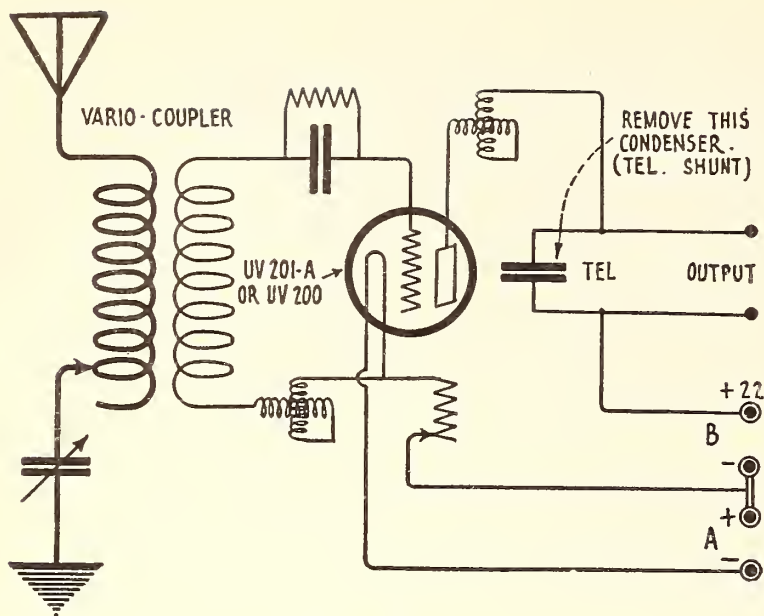 VARIO-COUPLER
REMOVE THIS
CONDENSER.
(TEL. SHUNT)
UV 201-A
OR UV 200
TEL
OUTPUT
+ 22
B
-
+
A
-